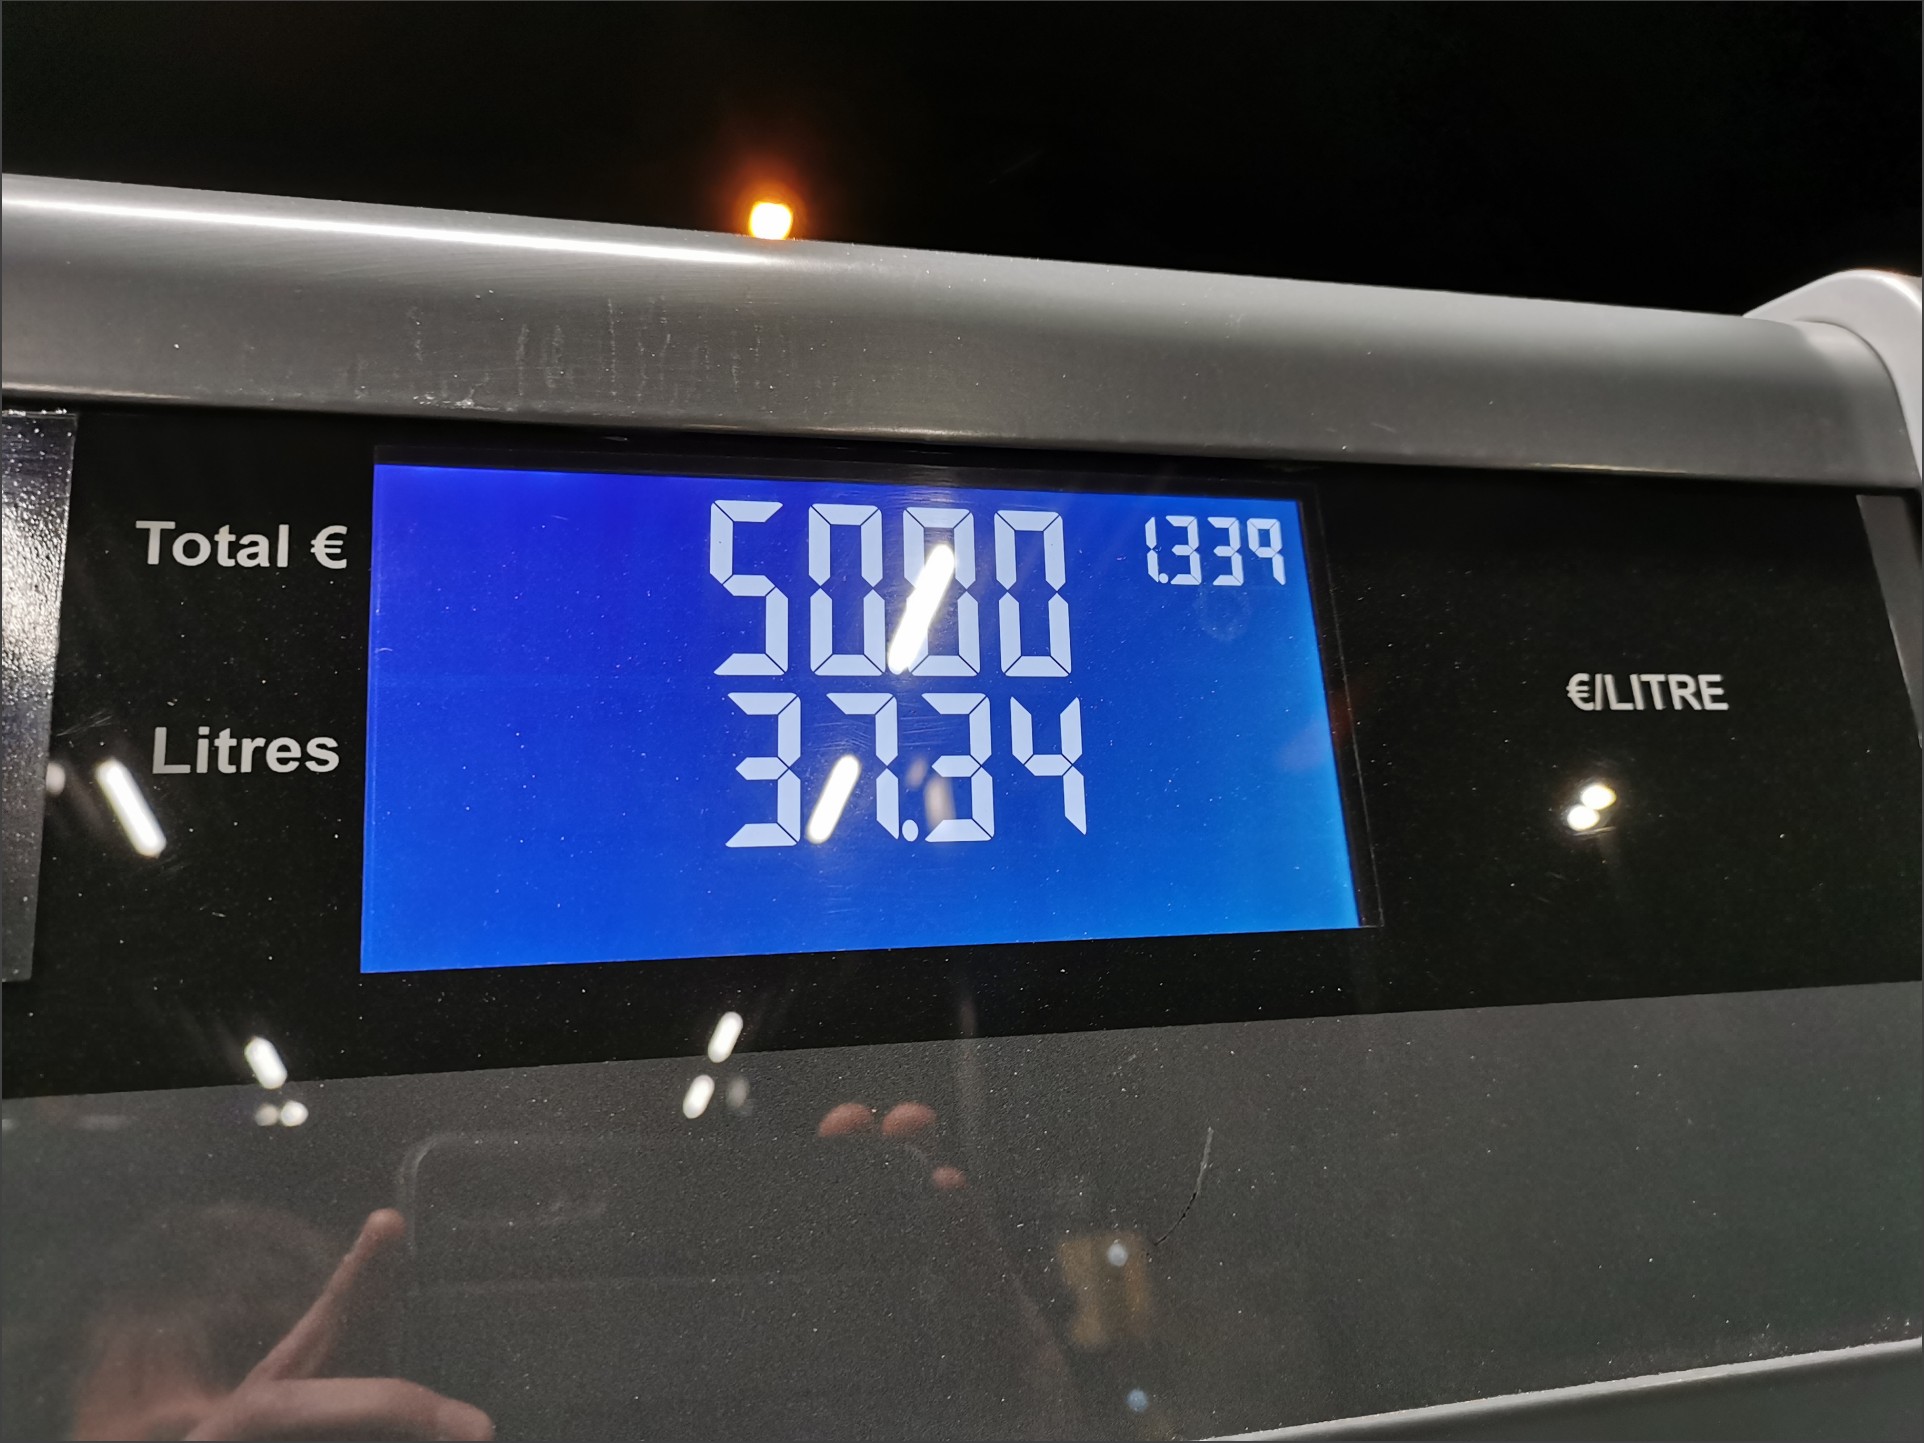 Total € 50.00 1.339
Litres 37.34
€/LITRE